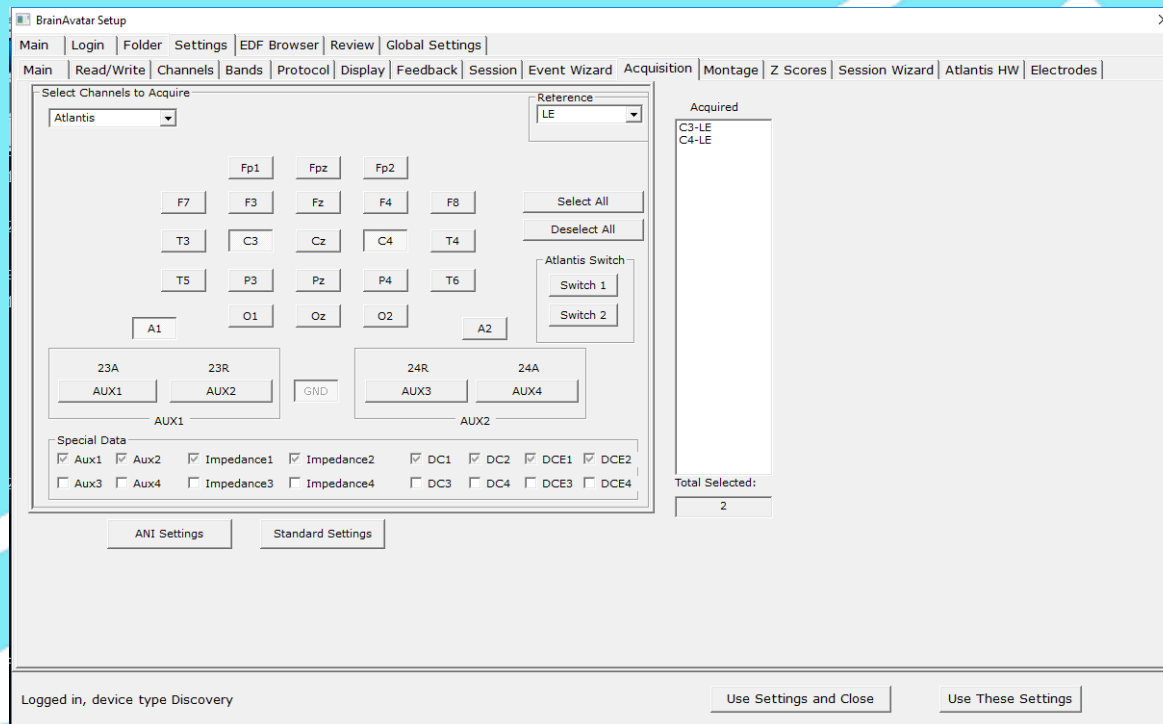 BrainAvatar Setup
Main Login Folder Settings EDF Browser Review Global Settings
Main Read/Write Channels Bands Protocol Display Feedback Session Event Wizard Acquisition Montage Z Scores Session Wizard Atlantis HW Electrodes
Select Channels to Acquire
Atlantis
Reference
LE
Fp1 Fpz Fp2
F7 F3 Fz F4 F8
T3 C3 Cz C4 T4
T5 P3 Pz P4 T6
A1 O1 Oz O2 A2
Select All
Deselect All
Atlantis Switch
Switch 1
Switch 2
23A 23R 24R 24A
AUX1 AUX2 GND AUX3 AUX4
AUX1 AUX2
Special Data
Aux1 Aux2 Impedance1 Impedance2 DC1 DC2 DCE1 DCE2
Aux3 Aux4 Impedance3 Impedance4 DC3 DC4 DCE3 DCE4
ANI Settings Standard Settings
Acquired
C3-LE
C4-LE
Total Selected:
2
Logged in, device type Discovery
Use Settings and Close Use These Settings